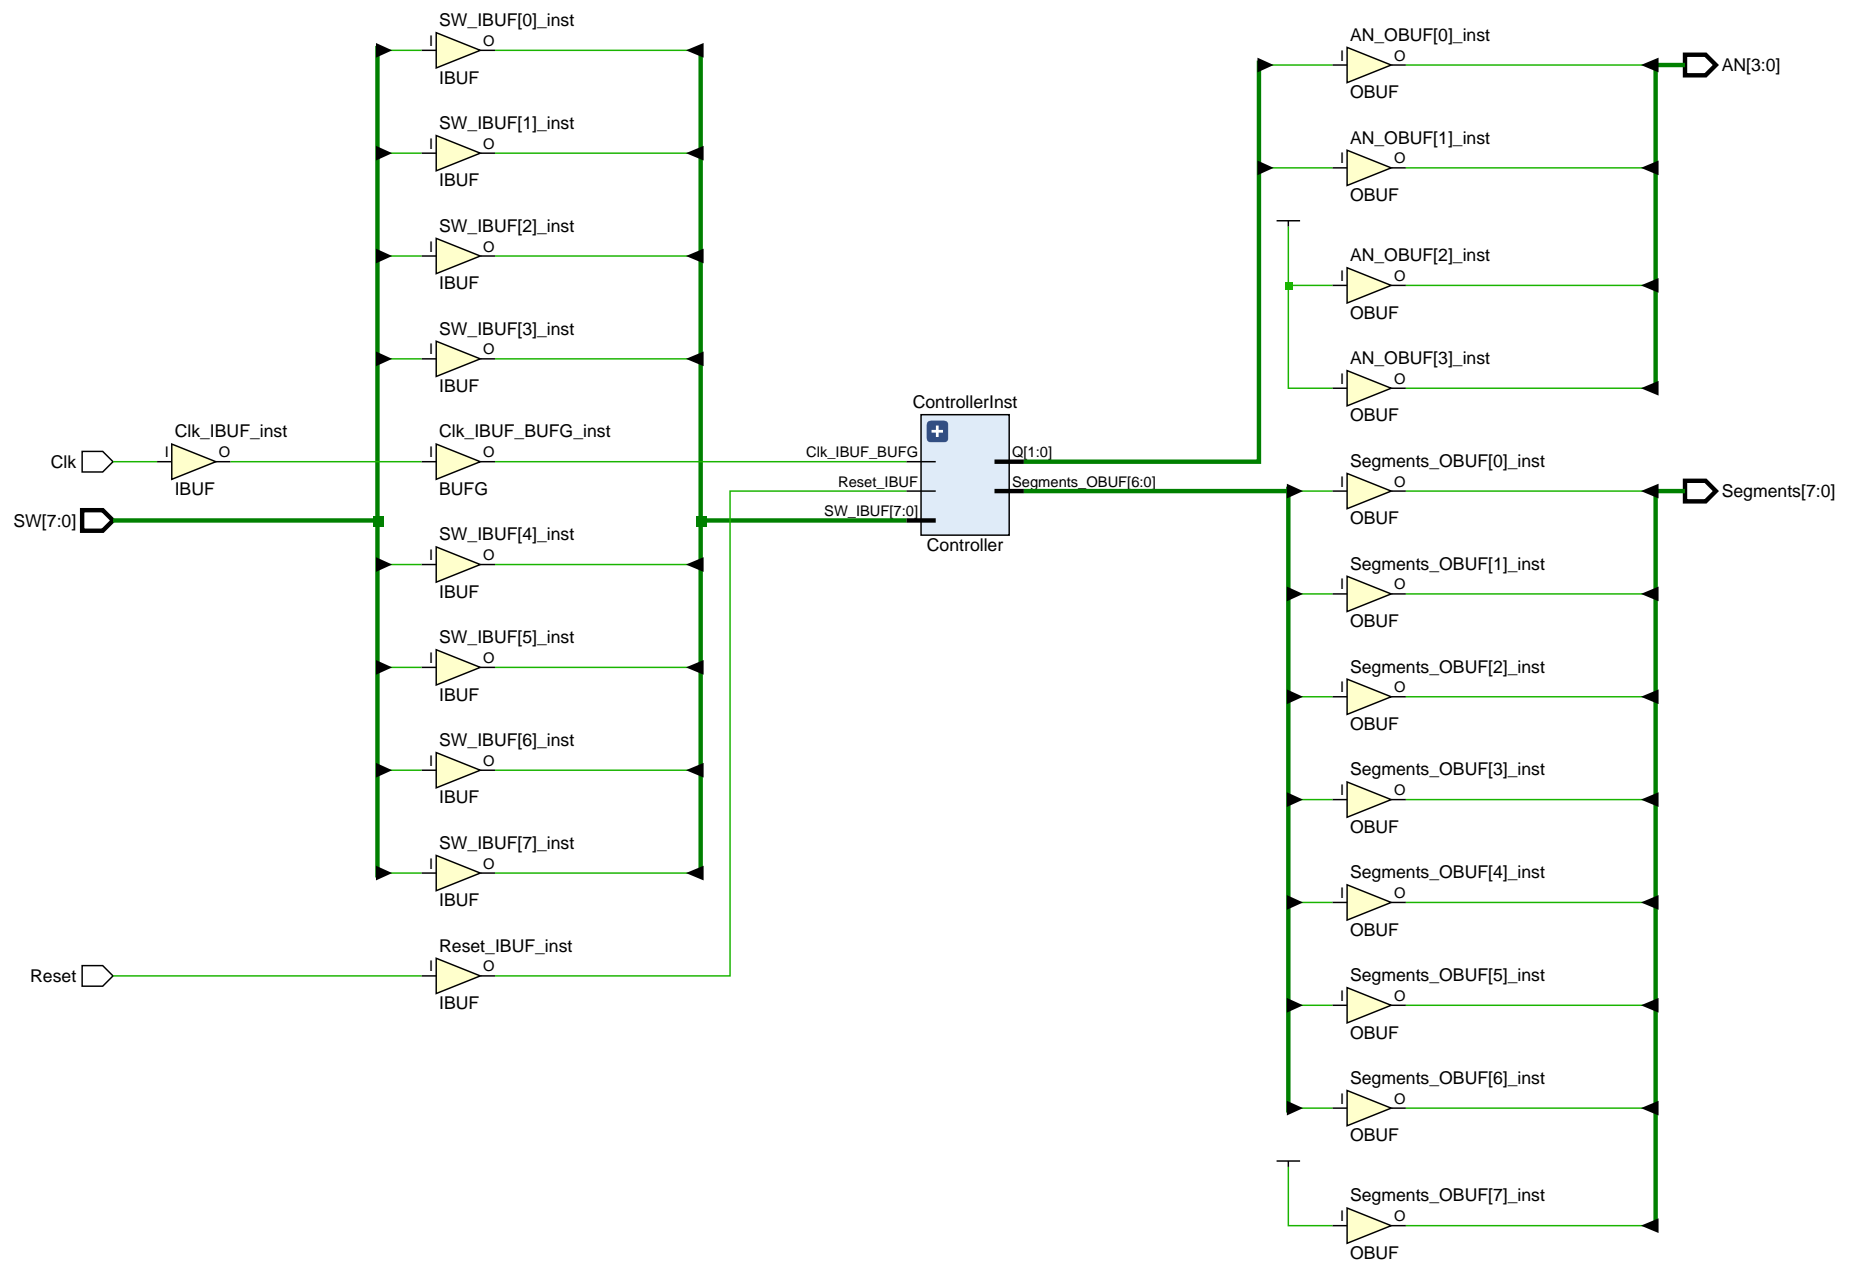 SW_IBUF[0]_inst
I
O
IBUF
SW_IBUF[1]_inst
I
O
IBUF
SW_IBUF[2]_inst
I
O
IBUF
SW_IBUF[3]_inst
I
O
IBUF
Clk
Clk_IBUF_inst
I
O
IBUF
Clk_IBUF_BUFG_inst
I
O
BUFG
SW[7:0]
SW_IBUF[4]_inst
I
O
IBUF
SW_IBUF[5]_inst
I
O
IBUF
SW_IBUF[6]_inst
I
O
IBUF
SW_IBUF[7]_inst
I
O
IBUF
Reset
Reset_IBUF_inst
I
O
IBUF
ControllerInst
+
Clk_IBUF_BUFG
Reset_IBUF
SW_IBUF[7:0]
Q[1:0]
Segments_OBUF[6:0]
Controller
AN_OBUF[0]_inst
I
O
OBUF
AN[3:0]
AN_OBUF[1]_inst
I
O
OBUF
AN_OBUF[2]_inst
I
O
OBUF
AN_OBUF[3]_inst
I
O
OBUF
Segments_OBUF[0]_inst
I
O
OBUF
Segments[7:0]
Segments_OBUF[1]_inst
I
O
OBUF
Segments_OBUF[2]_inst
I
O
OBUF
Segments_OBUF[3]_inst
I
O
OBUF
Segments_OBUF[4]_inst
I
O
OBUF
Segments_OBUF[5]_inst
I
O
OBUF
Segments_OBUF[6]_inst
I
O
OBUF
Segments_OBUF[7]_inst
I
O
OBUF